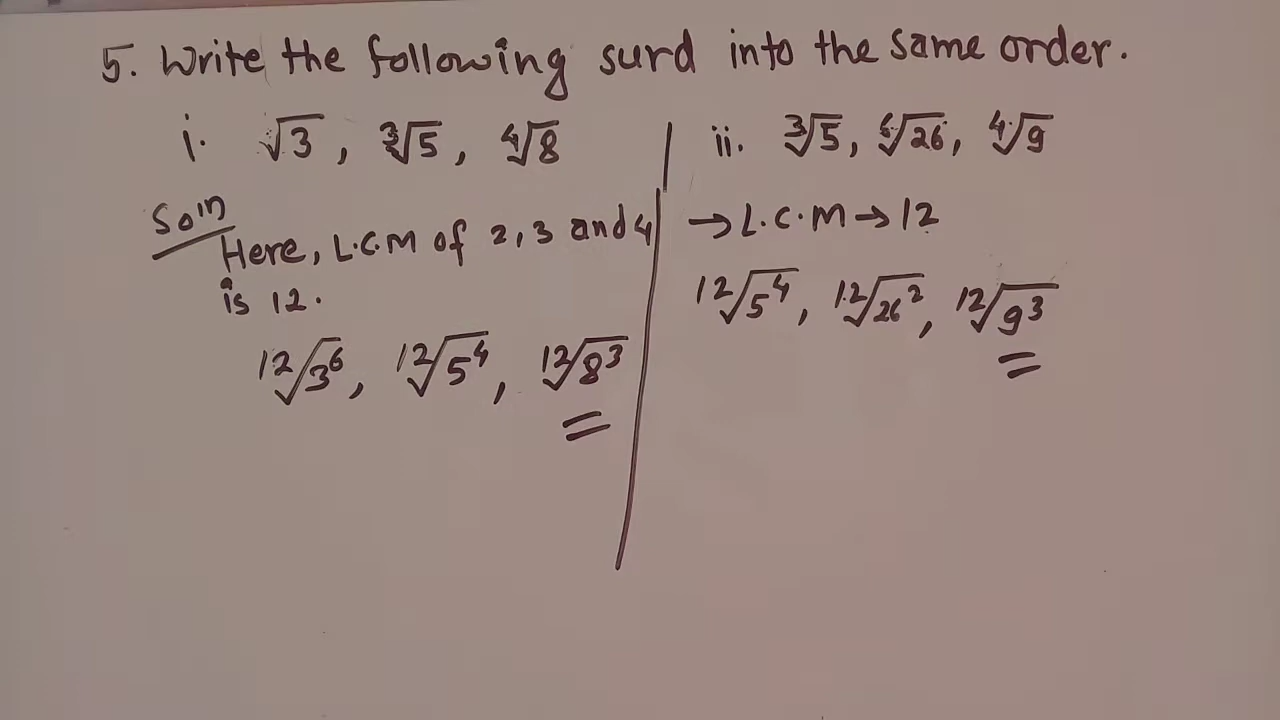 5. Write the following surd into the same order.
i. √3, ∛5, ∜8
Soln
Here, L.C.M of 2, 3 and 4
is 12.
¹²√3⁶, ¹²√5⁴, ¹²√8³
ii. ∛5, ⁶√26, ∜9
→ L.C.M → 12
¹²√5⁴, ¹²√26², ¹²√9³